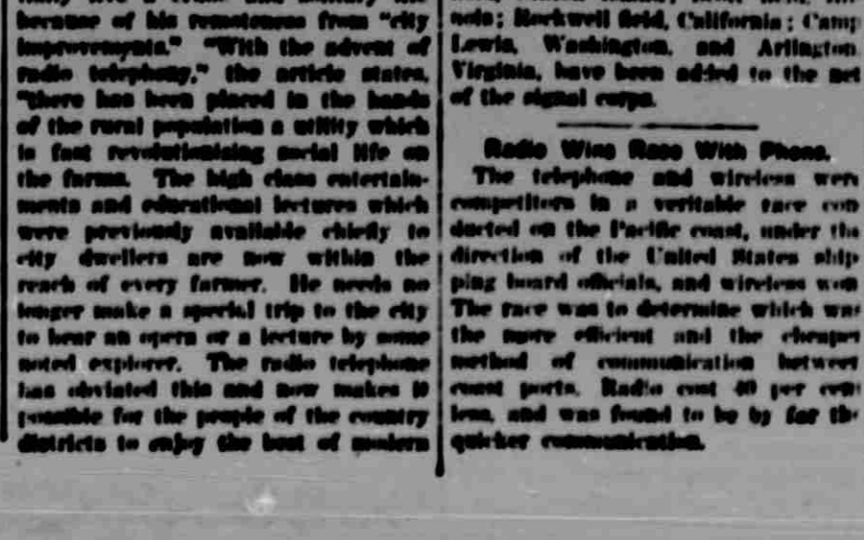 because of his remoteness from "city
improvements." "With the advent of
radio telephony," the article states,
"there has been placed in the hands
of the rural population a utility which
is fast revolutionizing social life on
the farms. The high class entertain-
ments and educational lectures which
were previously available chiefly to
city dwellers are now within the
reach of every farmer. He needs no
longer make a special trip to the city
to hear an opera or a lecture by some
noted explorer. The radio telephone
has obviated this and now makes it
possible for the people of the country
districts to enjoy the best of modern
nois; Rockwell field, California; Camp
Lewis, Washington, and Arlington
Virginia, have been added to the net
of the signal corps.
Radio Wins Race With Phone.
The telephone and wireless were
competitors in a veritable race con
ducted on the Pacific coast, under the
direction of the United States ship
ping board officials, and wireless won
The race was to determine which was
the more efficient and the cheaper
method of communication between
coast ports. Radio cost 40 per cent
less, and was found to be by far the
quicker communication.